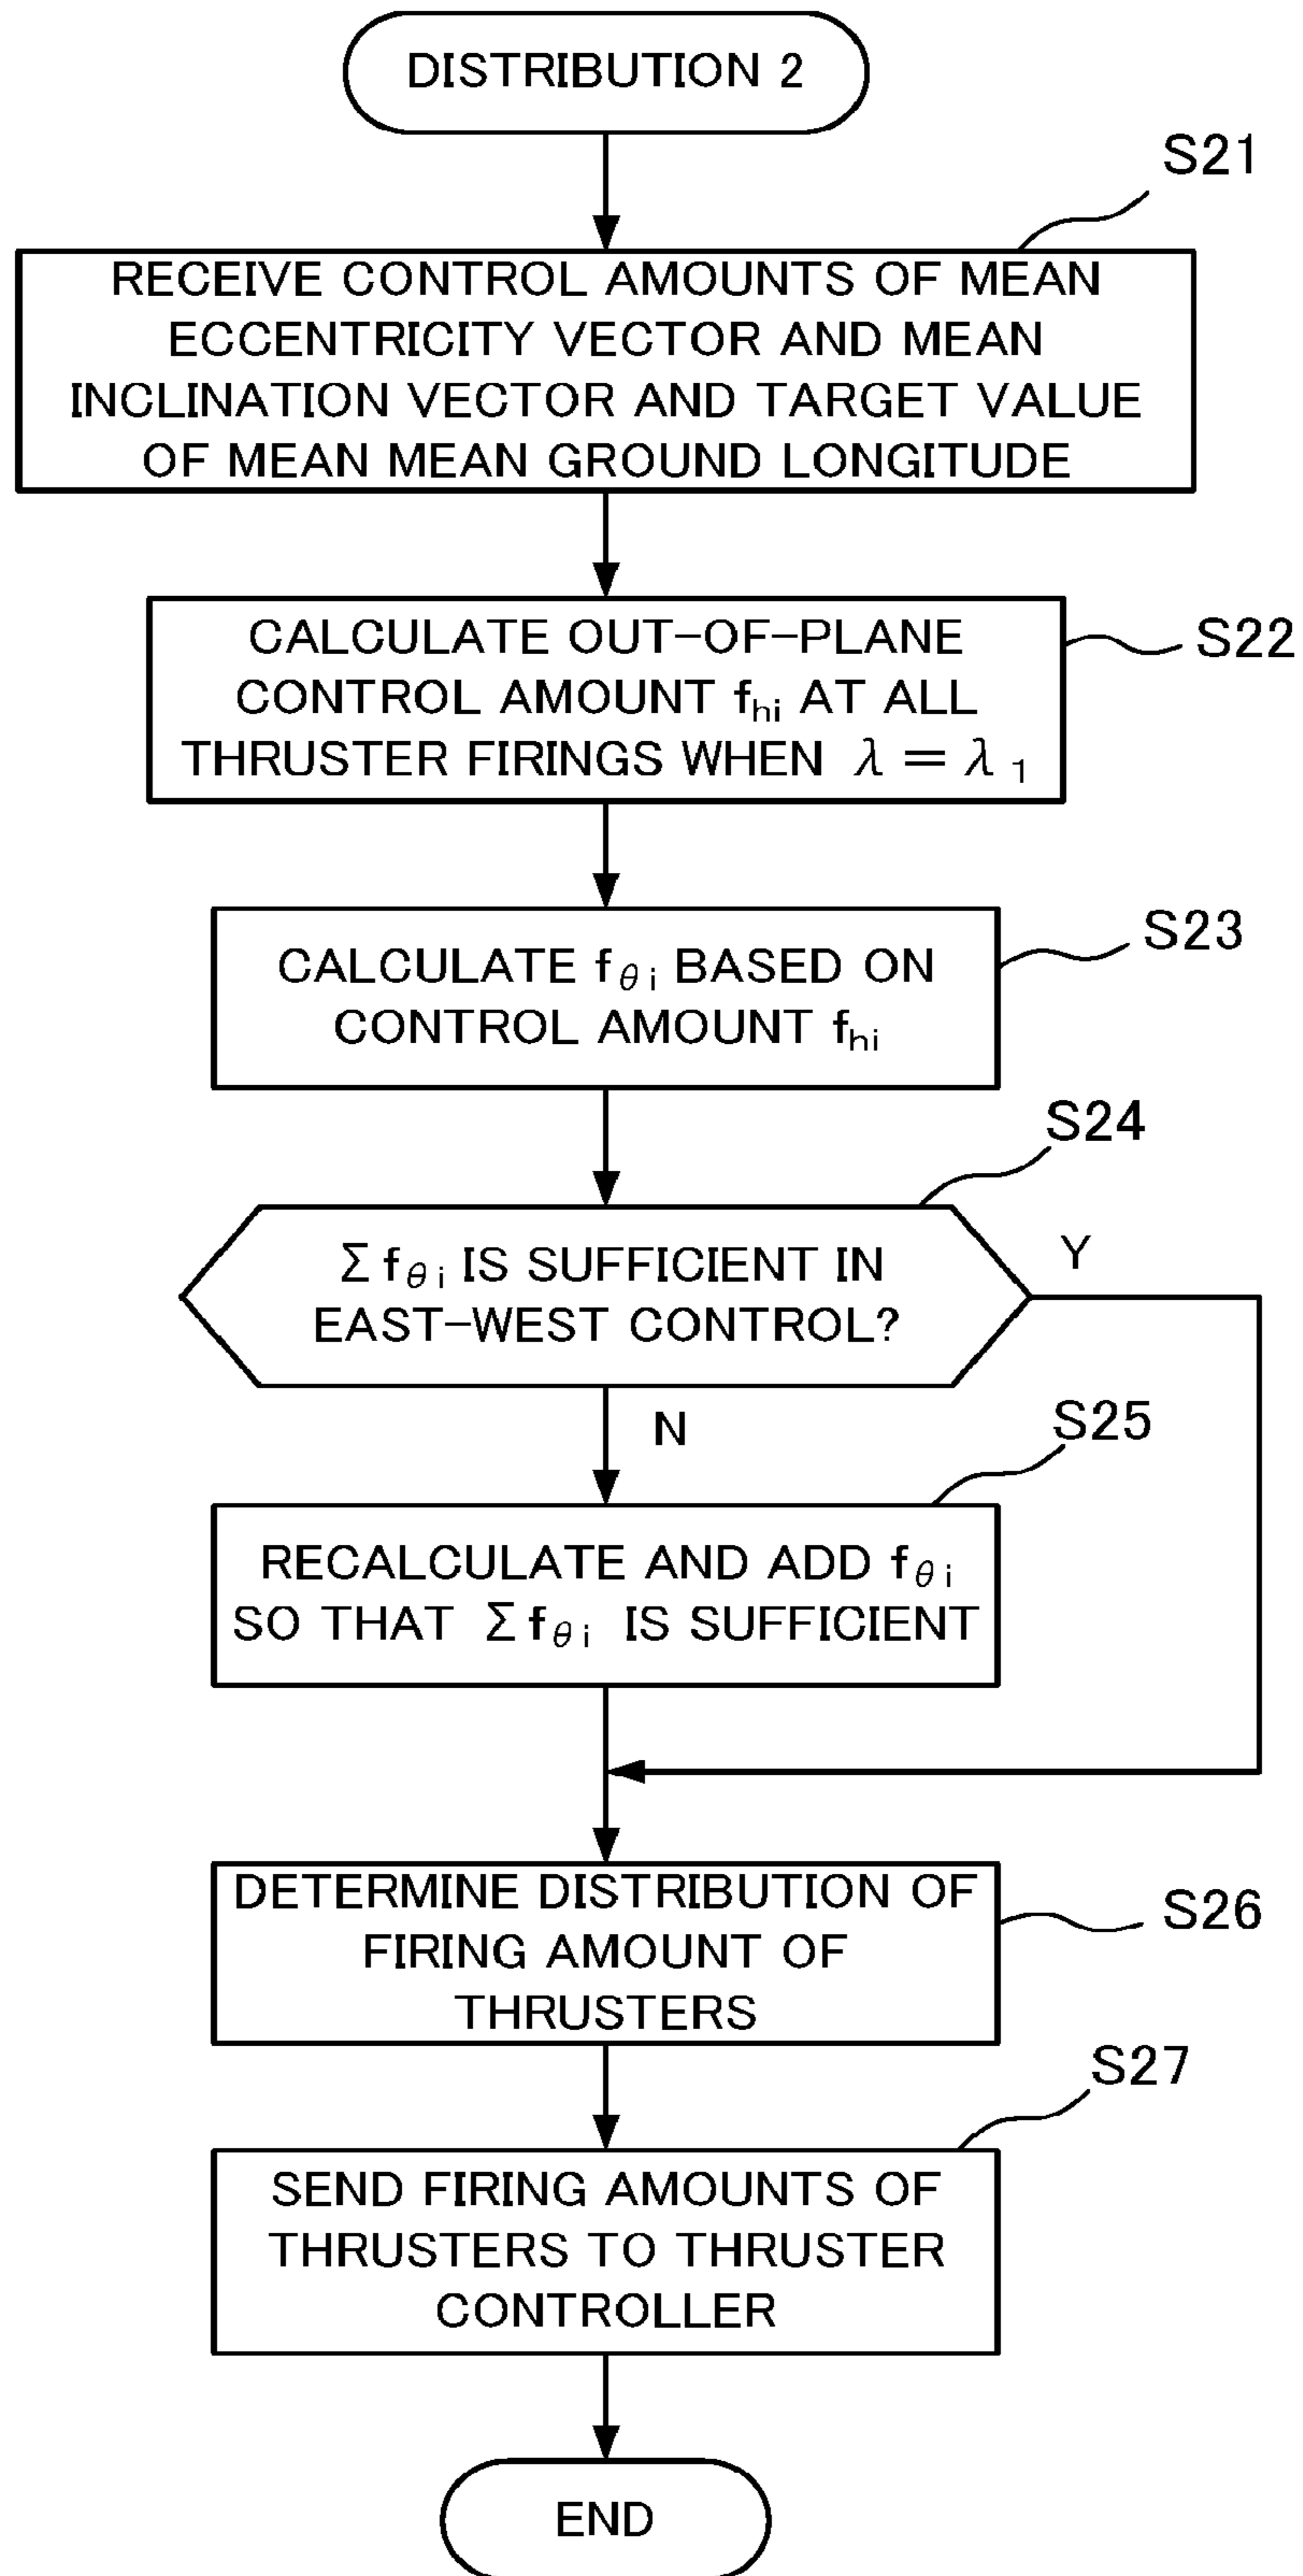 DISTRIBUTION 2
S21
RECEIVE CONTROL AMOUNTS OF MEAN
ECCENTRICITY VECTOR AND MEAN
INCLINATION VECTOR AND TARGET VALUE
OF MEAN MEAN GROUND LONGITUDE
S22
CALCULATE OUT-OF-PLANE
CONTROL AMOUNT fhi AT ALL
THRUSTER FIRINGS WHEN λ = λ1
S23
CALCULATE fθi BASED ON
CONTROL AMOUNT fhi
S24
Σfθi IS SUFFICIENT IN
EAST-WEST CONTROL?
Y
N
S25
RECALCULATE AND ADD fθi
SO THAT Σfθi IS SUFFICIENT
S26
DETERMINE DISTRIBUTION OF
FIRING AMOUNT OF
THRUSTERS
S27
SEND FIRING AMOUNTS OF
THRUSTERS TO THRUSTER
CONTROLLER
END